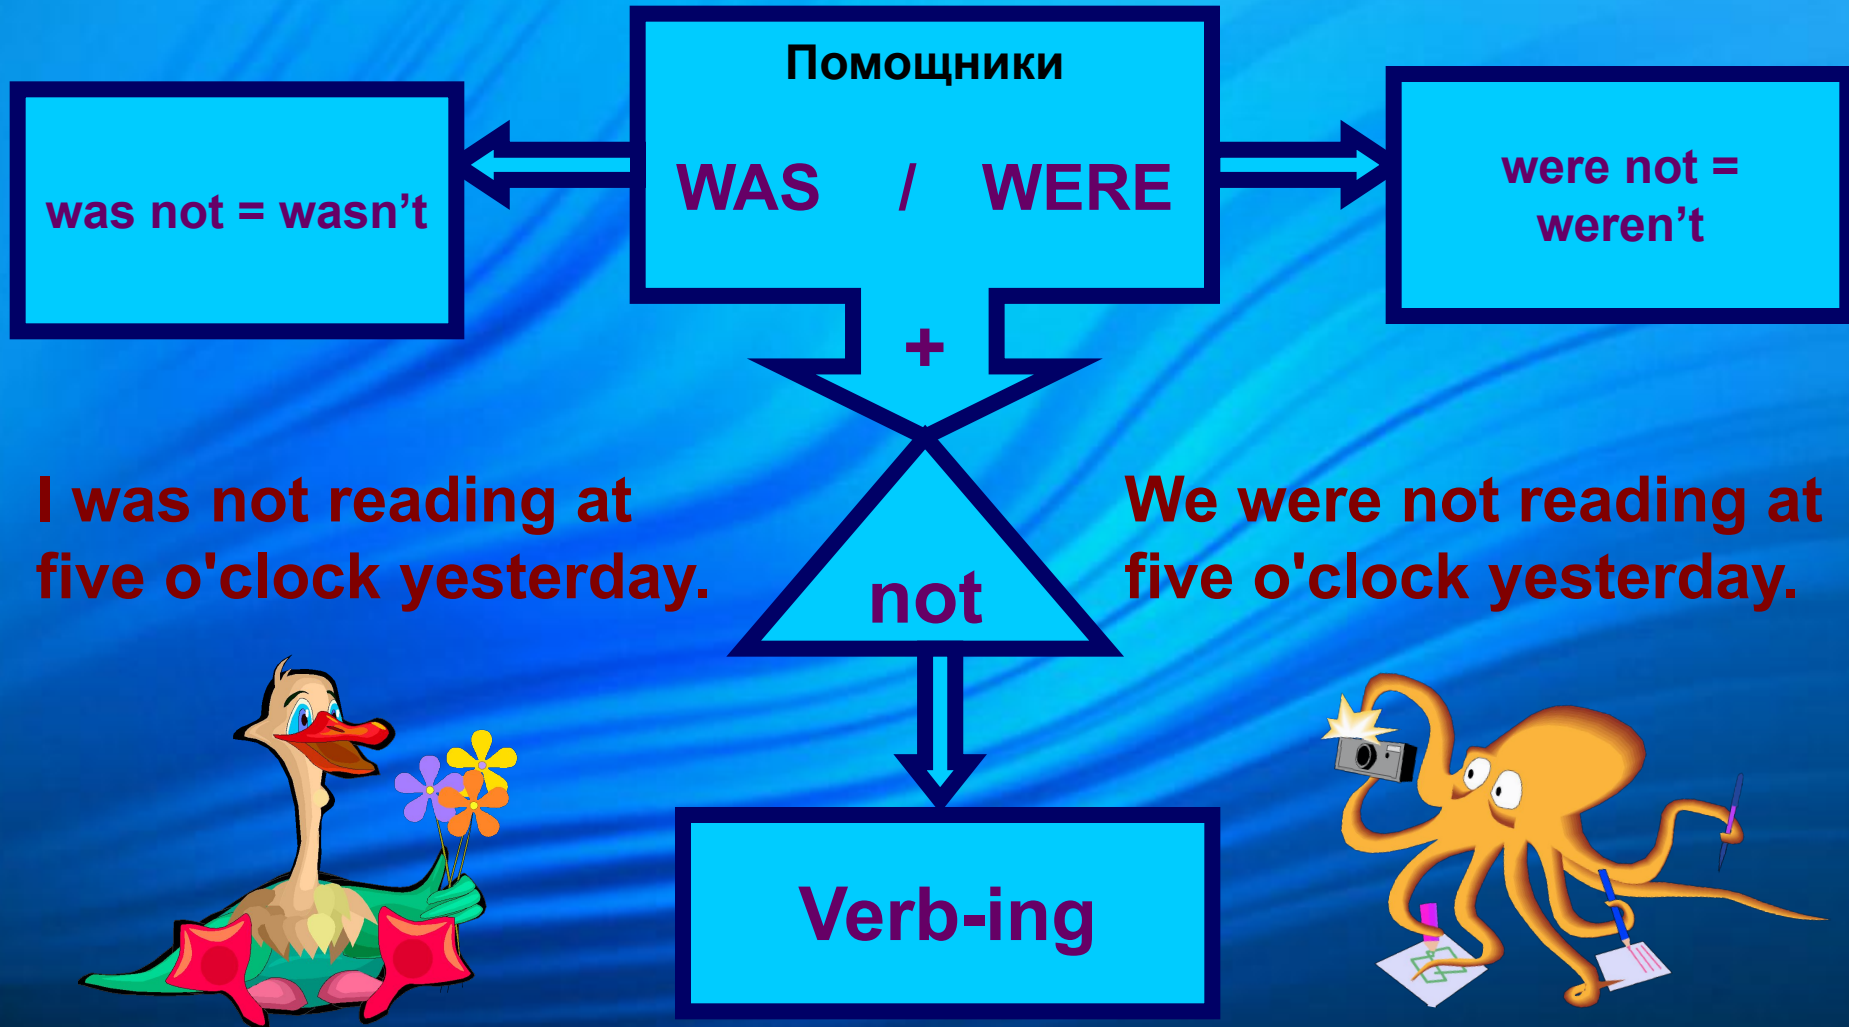 Помощники
WAS / WERE
was not = wasn’t
were not =
weren’t
+
I was not reading at
five o'clock yesterday.
not
We were not reading at
five o'clock yesterday.
Verb-ing